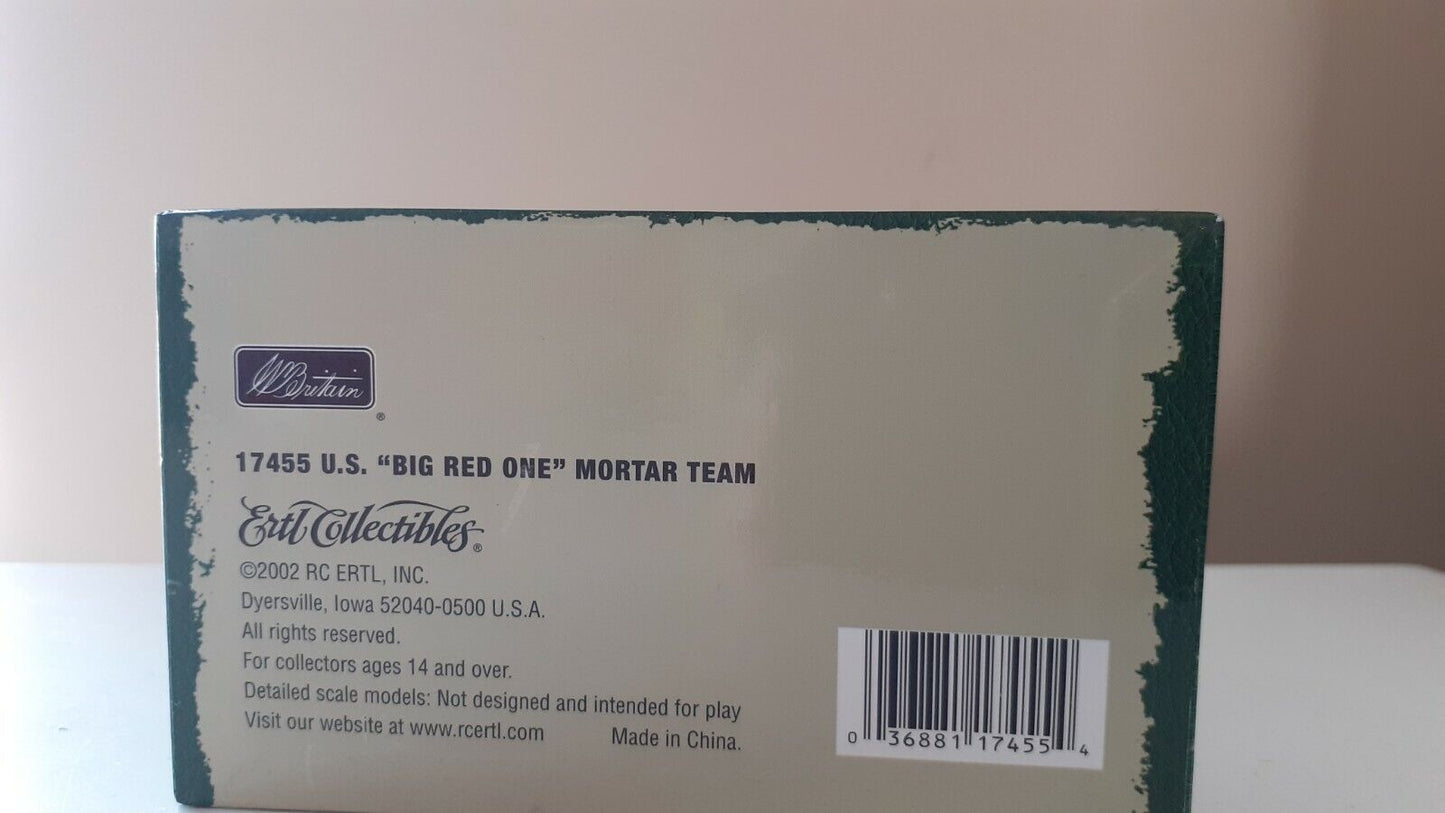 WBritain ®
17455 U.S. “BIG RED ONE” MORTAR TEAM
Ertl Collectibles ®
©2002 RC ERTL, INC.
Dyersville, Iowa 52040-0500 U.S.A.
All rights reserved.
For collectors ages 14 and over.
Detailed scale models: Not designed and intended for play
Visit our website at www.rcertl.com Made in China.
0 36881 17455 4